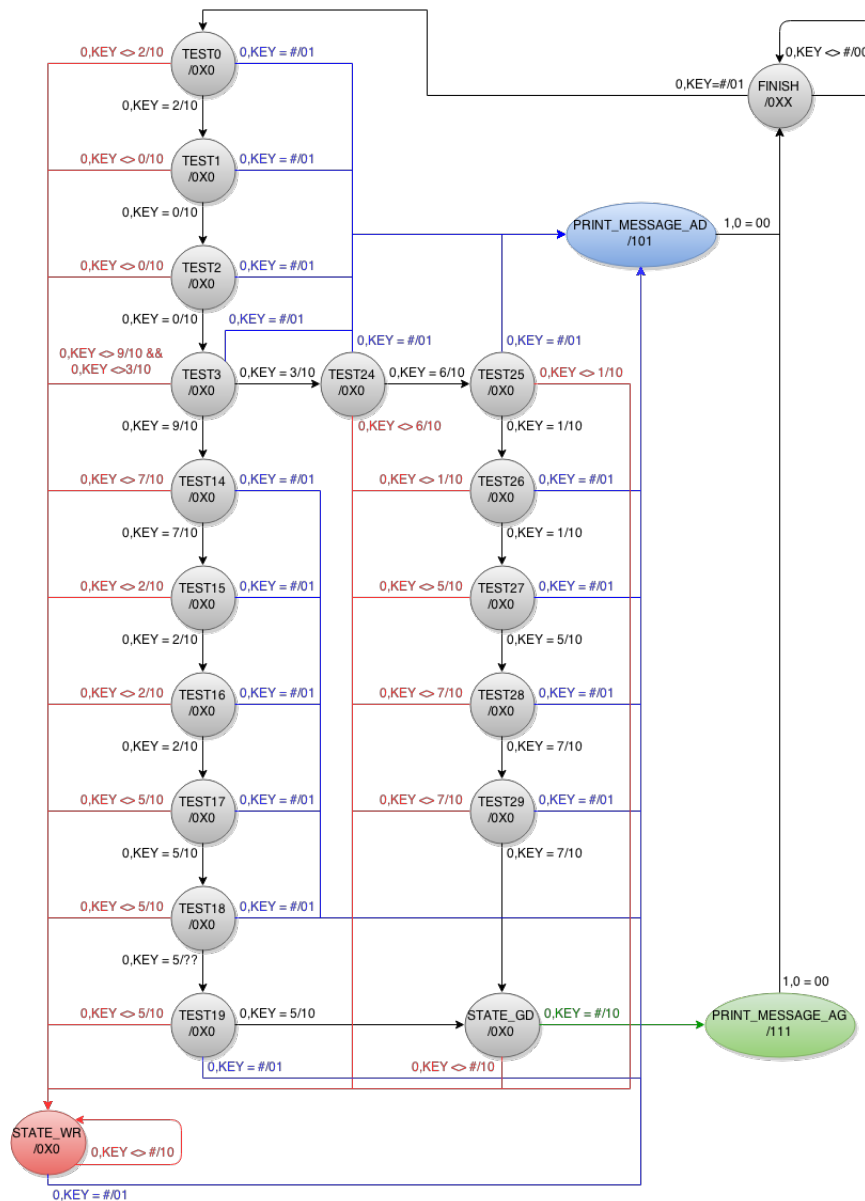 0,KEY <> 2/10
TEST0
/0X0
0,KEY = #/01
0,KEY = 2/10
0,KEY <> #/00
0,KEY=#/01
FINISH
/0XX
0,KEY <> 0/10
TEST1
/0X0
0,KEY = #/01
0,KEY = 0/10
PRINT_MESSAGE_AD
/101
1,0 = 00
0,KEY <> 0/10
TEST2
/0X0
0,KEY = #/01
0,KEY = 0/10
0,KEY = #/01
0,KEY <> 9/10 &&
0,KEY <>3/10
TEST3
/0X0
0,KEY = 3/10
0,KEY = #/01
TEST24
/0X0
0,KEY = 6/10
0,KEY = #/01
TEST25
/0X0
0,KEY <> 1/10
0,KEY = 9/10
0,KEY <> 6/10
0,KEY = 1/10
0,KEY <> 7/10
TEST14
/0X0
0,KEY = #/01
0,KEY <> 1/10
TEST26
/0X0
0,KEY = #/01
0,KEY = 7/10
0,KEY = 1/10
0,KEY <> 2/10
TEST15
/0X0
0,KEY = #/01
0,KEY <> 5/10
TEST27
/0X0
0,KEY = #/01
0,KEY = 2/10
0,KEY = 5/10
0,KEY <> 2/10
TEST16
/0X0
0,KEY = #/01
0,KEY <> 7/10
TEST28
/0X0
0,KEY = #/01
0,KEY = 2/10
0,KEY = 7/10
0,KEY <> 5/10
TEST17
/0X0
0,KEY = #/01
0,KEY <> 7/10
TEST29
/0X0
0,KEY = #/01
0,KEY = 5/10
0,KEY = 7/10
0,KEY <> 5/10
TEST18
/0X0
0,KEY = #/01
0,KEY = 5/??
1,0 = 00
0,KEY <> 5/10
TEST19
/0X0
0,KEY = 5/10
STATE_GD
/0X0
0,KEY = #/10
PRINT_MESSAGE_AG
/111
0,KEY = #/01
0,KEY <> #/10
STATE_WR
/0X0
0,KEY <> #/10
0,KEY = #/01